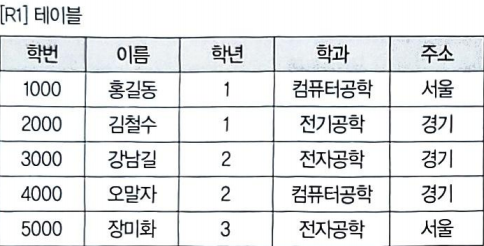 [R1] 테이블
학번 이름 학년 학과 주소
1000 홍길동 1 컴퓨터공학 서울
2000 김철수 1 전기공학 경기
3000 강남길 2 전자공학 경기
4000 오말자 2 컴퓨터공학 경기
5000 장미화 3 전자공학 서울